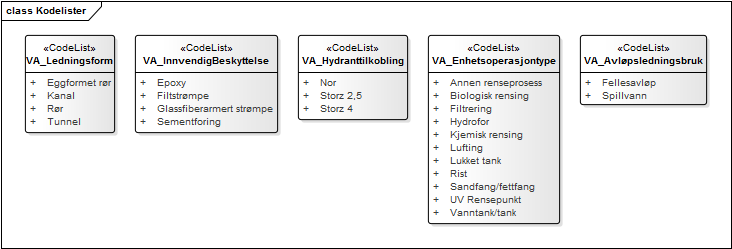 class Kodelister
«CodeList»
VA_Ledningsform
+ Eggformet rør
+ Kanal
+ Rør
+ Tunnel
«CodeList»
VA_InnvendigBeskyttelse
+ Epoxy
+ Filtstrømpe
+ Glassfiberarmert strømpe
+ Sementforing
«CodeList»
VA_Hydranttilkobling
+ Nor
+ Storz 2,5
+ Storz 4
«CodeList»
VA_Enhetsoperasjontype
+ Annen renseprosess
+ Biologisk rensing
+ Filtrering
+ Hydrofor
+ Kjemisk rensing
+ Lufting
+ Lukket tank
+ Rist
+ Sandfang/fettfang
+ UV Rensepunkt
+ Vanntank/tank
«CodeList»
VA_Avløpsledningsbruk
+ Fellesavløp
+ Spillvann